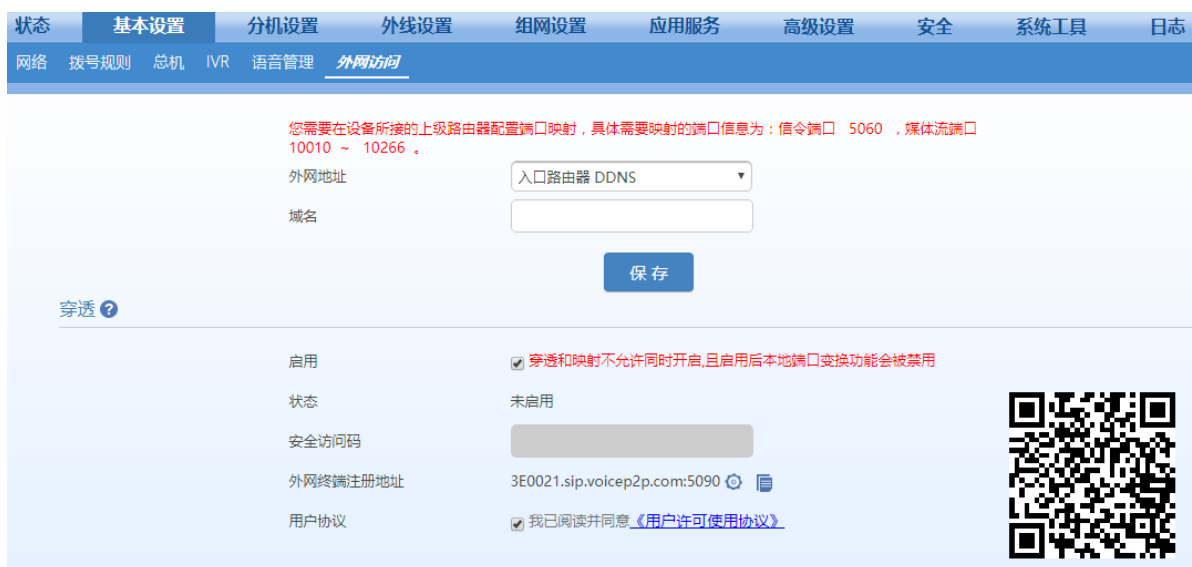 状态 基本设置 分机设置 外线设置 组网设置 应用服务 高级设置 安全 系统工具 日志
网络 拨号规则 总机 IVR 语音管理 外网访问
您需要在设备所接的上级路由器配置端口映射，具体需要映射的端口信息为：信令端口 5060 ，媒体流端口
10010 ~ 10266 。
外网地址 入口路由器 DDNS
域名
保存
穿透
启用 穿透和映射不允许同时开启,且启用后本地端口变换功能会被禁用
状态 未启用
安全访问码
外网终端注册地址 3E0021.sip.voicep2p.com:5090
用户协议 我已阅读并同意《用户许可使用协议》